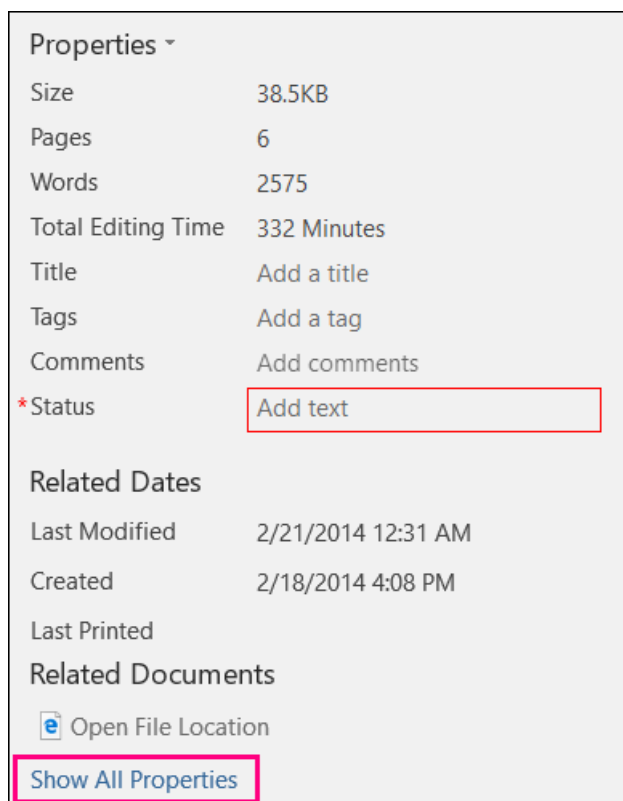 Properties
Size 38.5KB
Pages 6
Words 2575
Total Editing Time 332 Minutes
Title Add a title
Tags Add a tag
Comments Add comments
*Status Add text
Related Dates
Last Modified 2/21/2014 12:31 AM
Created 2/18/2014 4:08 PM
Last Printed
Related Documents
Open File Location
Show All Properties